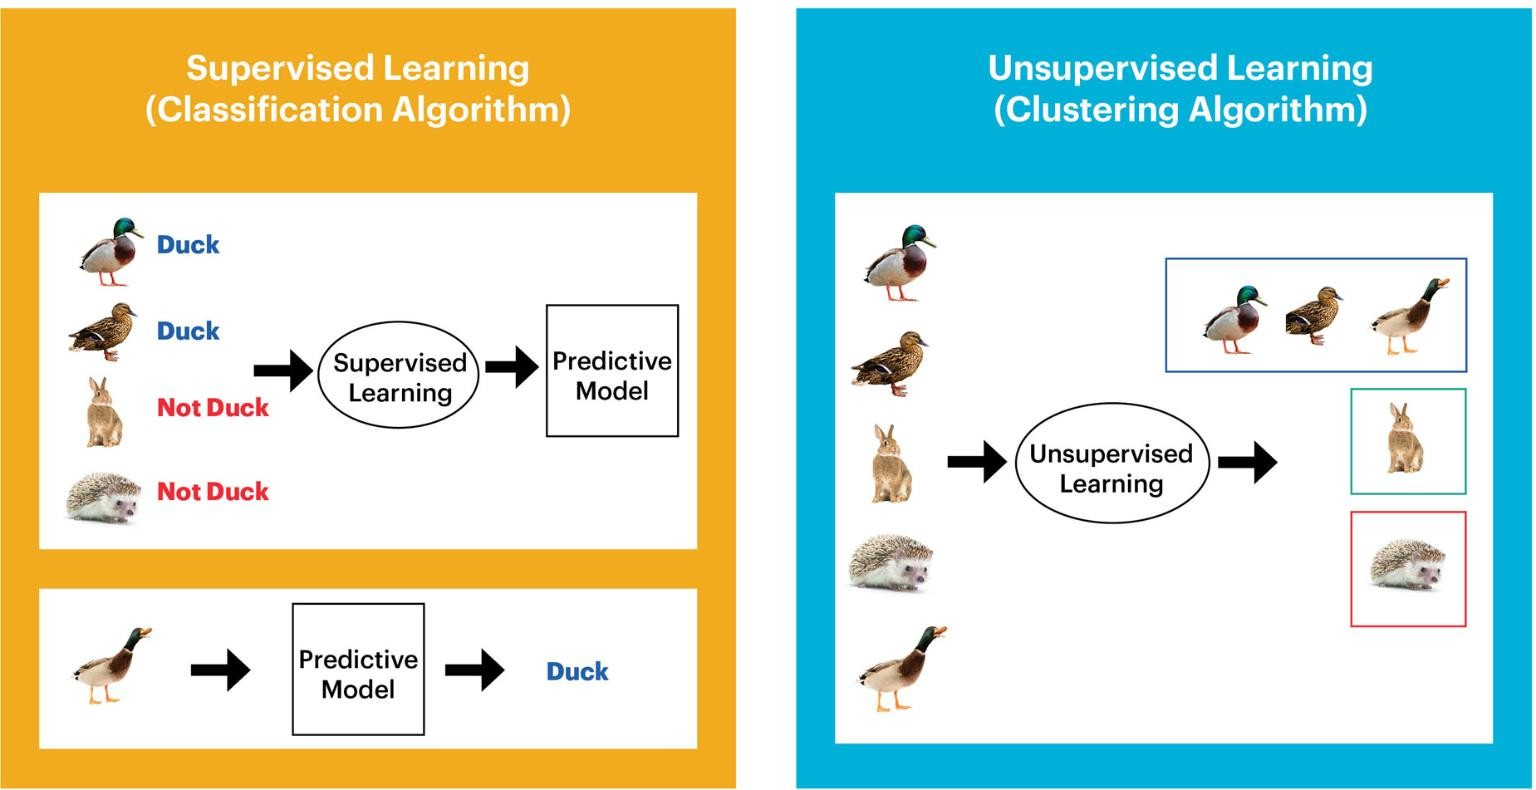 Supervised Learning
(Classification Algorithm)
Duck
Duck
Not Duck
Not Duck
Supervised
Learning
Predictive
Model
Predictive
Model
Duck
Unsupervised Learning
(Clustering Algorithm)
Unsupervised
Learning